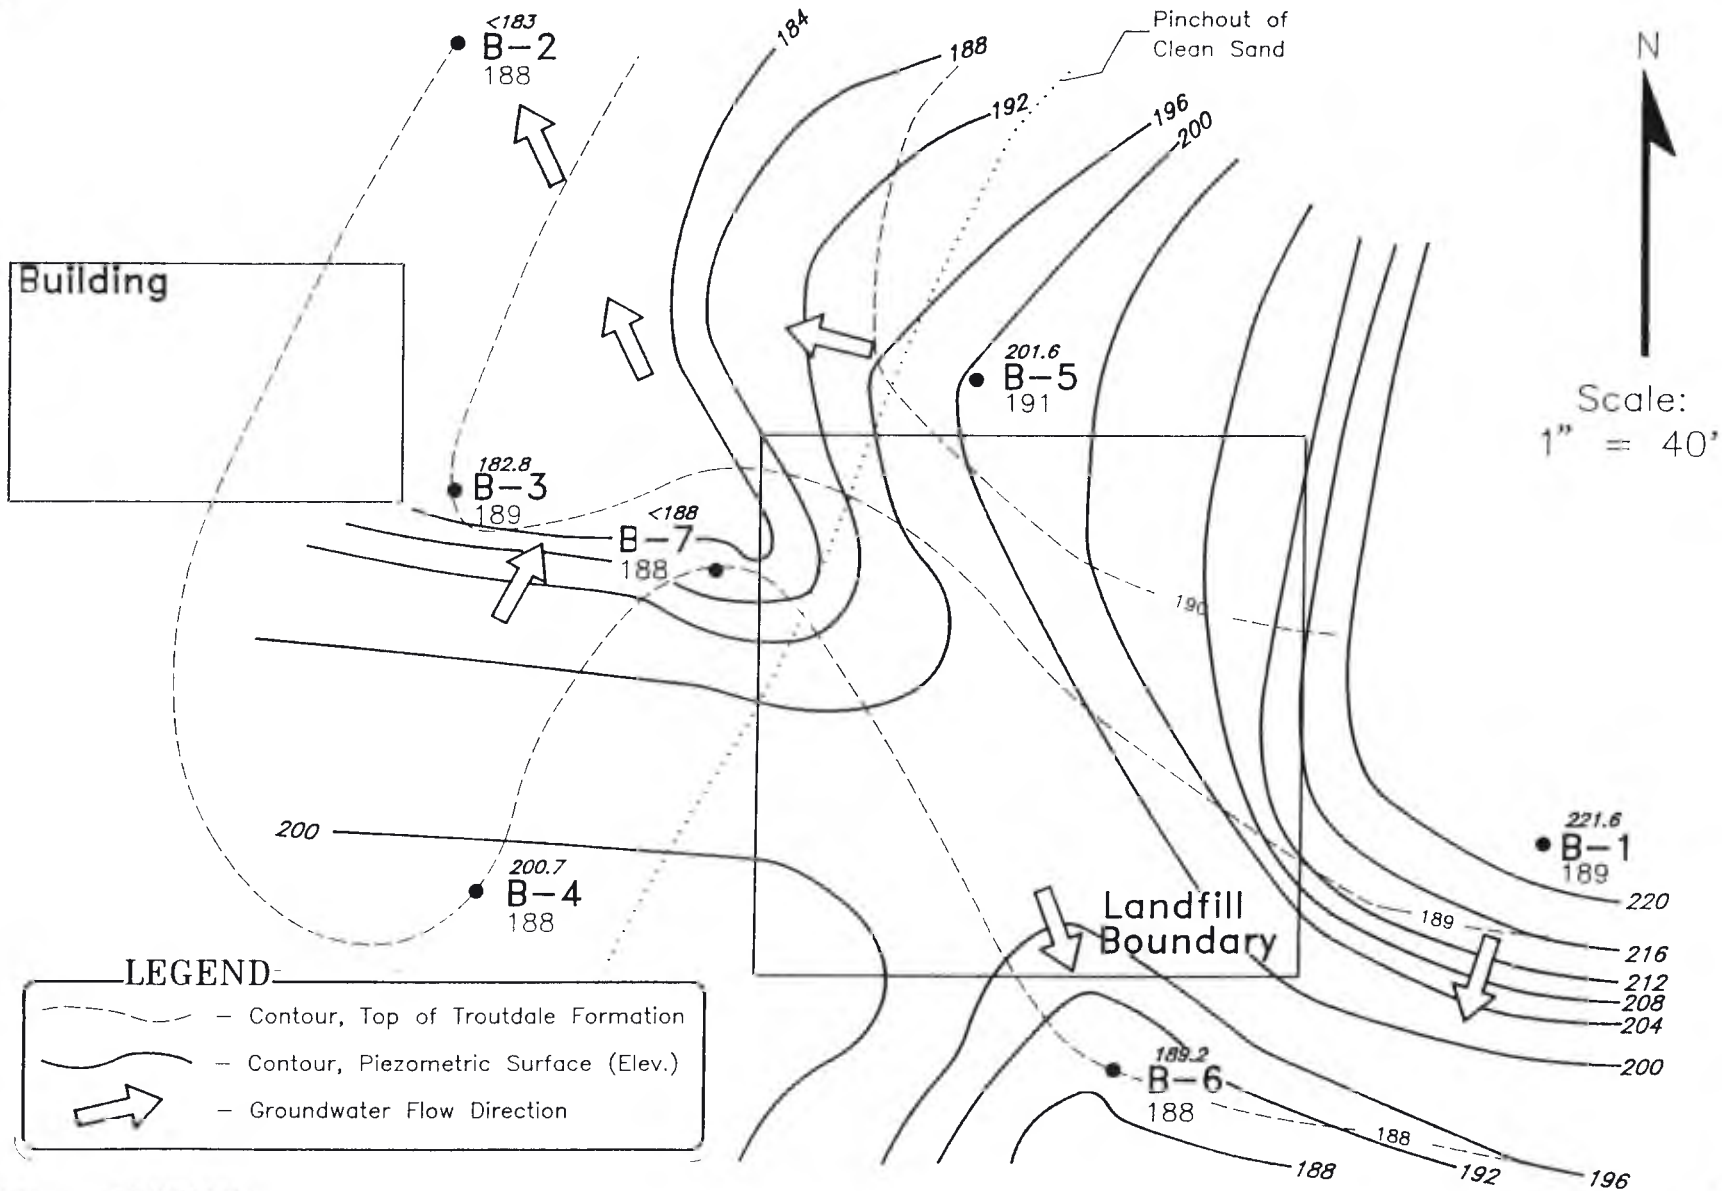 <183
B-2
188
184
188
192
196
200
Pinchout of
Clean Sand
N
Scale:
1" = 40'
Building
201.6
B-5
191
182.8
B-3
189
<188
B-7
188
190
200
200.7
B-4
188
221.6
B-1
189
Landfill
Boundary
189
220
216
212
208
204
200
189.2
B-6
188
188
188
192
196
LEGEND
- Contour, Top of Troutdale Formation
- Contour, Piezometric Surface (Elev.)
- Groundwater Flow Direction